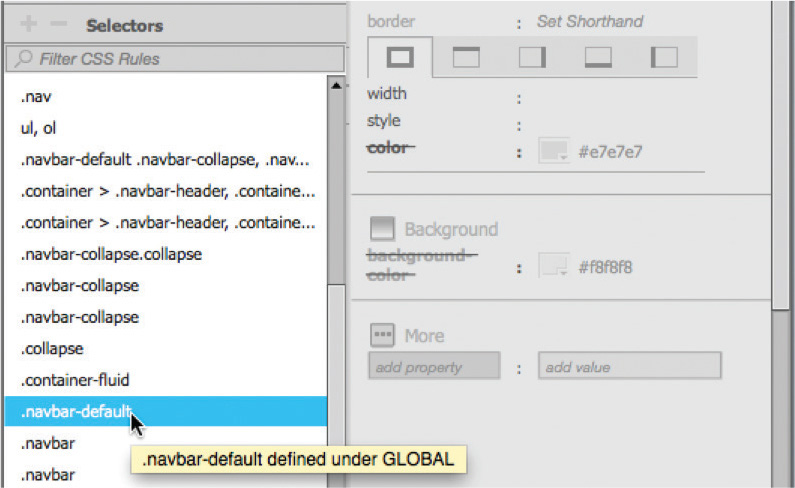 Selectors
Filter CSS Rules
.nav
ul, ol
.navbar-default .navbar-collapse, .nav...
.container > .navbar-header, .containe...
.container > .navbar-header, .containe...
.navbar-collapse.collapse
.navbar-collapse
.navbar-collapse
.collapse
.container-fluid
.navbar-default
.navbar
.navbar
.navbar-default defined under GLOBAL
border : Set Shorthand
width :
style :
color : #e7e7e7
Background
background-
color : #f8f8f8
More
add property : add value